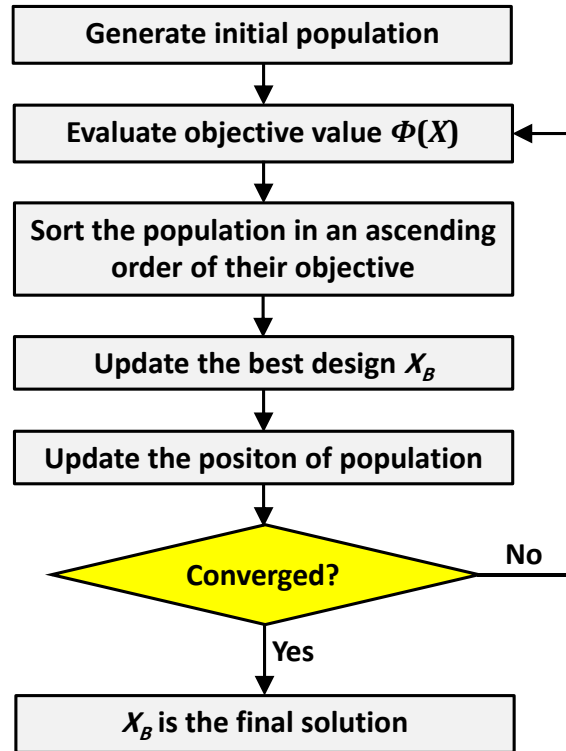 Generate initial population
Evaluate objective value Φ(X)
Sort the population in an ascending
order of their objective
Update the best design X_B
Update the positon of population
Converged?
No
Yes
X_B is the final solution